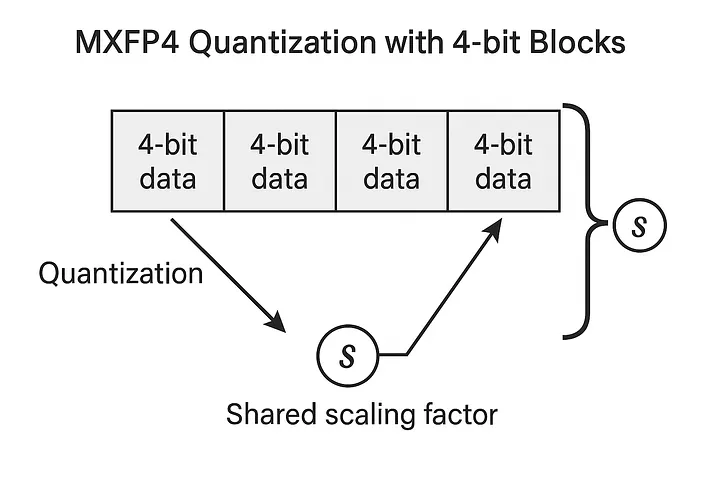 MXFP4 Quantization with 4-bit Blocks
4-bit data
4-bit data
4-bit data
4-bit data
S
Quantization
S
Shared scaling factor